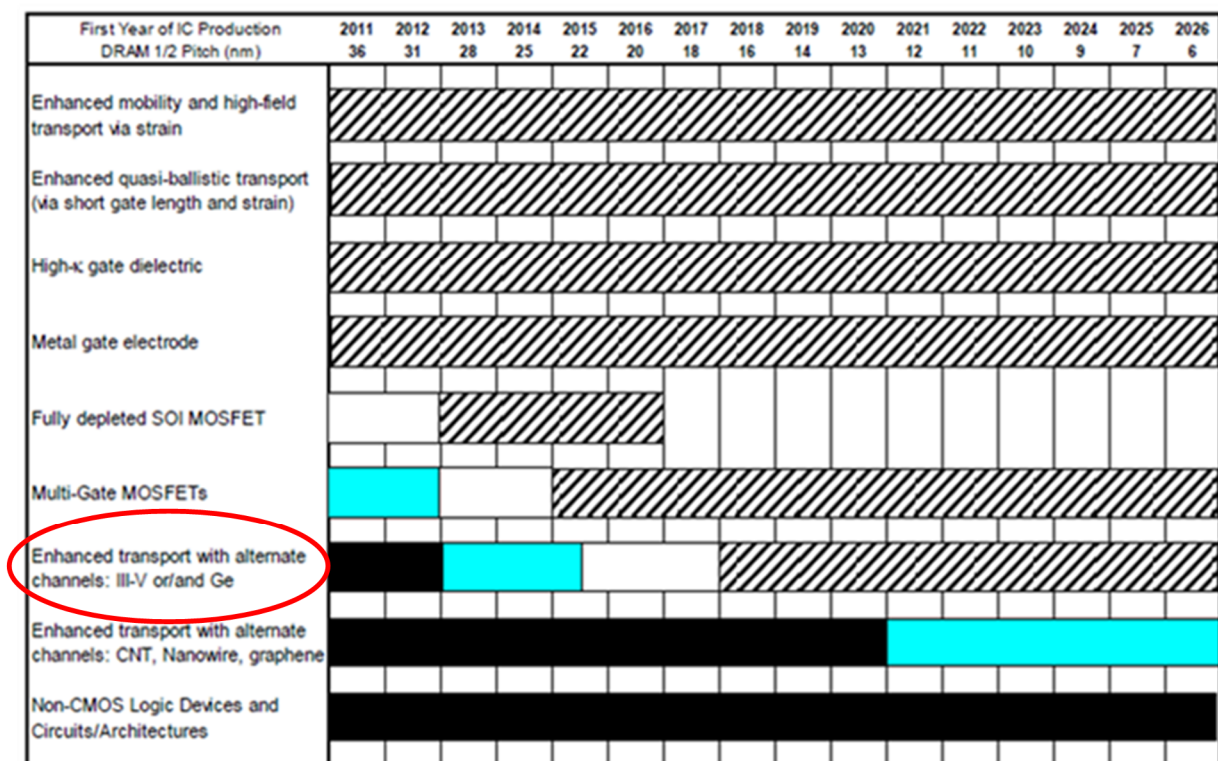 First Year of IC Production 2011 2012 2013 2014 2015 2016 2017 2018 2019 2020 2021 2022 2023 2024 2025 2026
DRAM 1/2 Pitch (nm) 36 31 28 25 22 20 18 16 14 13 12 11 10 9 7 6
Enhanced mobility and high-field
transport via strain
Enhanced quasi-ballistic transport
(via short gate length and strain)
High-κ gate dielectric
Metal gate electrode
Fully depleted SOI MOSFET
Multi-Gate MOSFETs
Enhanced transport with alternate
channels: III-V or/and Ge
Enhanced transport with alternate
channels: CNT, Nanowire, graphene
Non-CMOS Logic Devices and
Circuits/Architectures